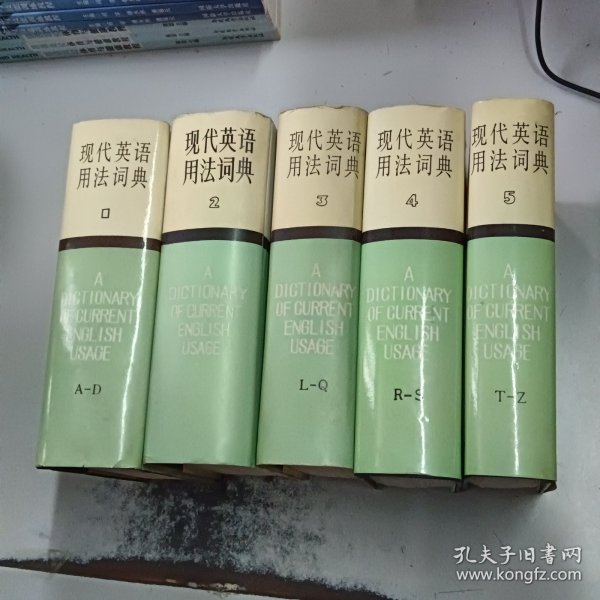 现代英语
用法词典
1
A
DICTIONARY
OF CURRENT
ENGLISH
USAGE
A-D
现代英语
用法词典
2
A
DICTIONARY
OF CURRENT
ENGLISH
USAGE
现代英语
用法词典
3
A
DICTIONARY
OF CURRENT
ENGLISH
USAGE
L-Q
现代英语
用法词典
4
A
DICTIONARY
OF CURRENT
ENGLISH
USAGE
R-S
现代英语
用法词典
5
A
DICTIONARY
OF CURRENT
ENGLISH
USAGE
T-Z
孔夫子旧书网
www.kongfz.com